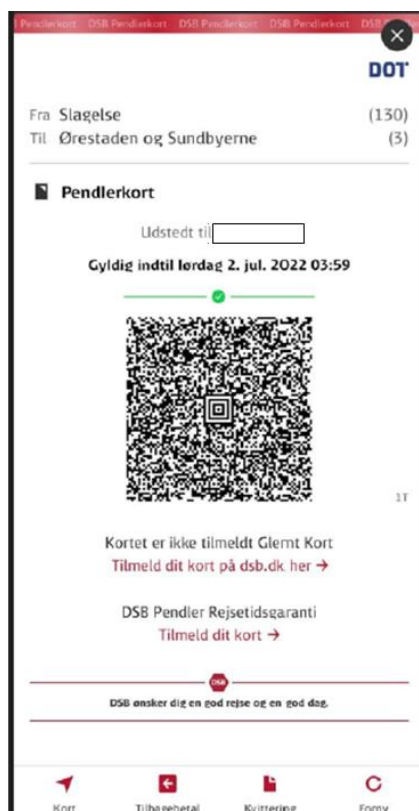 Pendlerkort DSB Pendlerkort DSB Pendlerkort DSB Pendlerkort DSB
DOT
Fra Slagelse (130)
Til Ørestaden og Sundbyerne (3)
Pendlerkort
Udstedt til
Gyldig indtil lørdag 2. jul. 2022 03:59
1T
Kortet er ikke tilmeldt Glemt Kort
Tilmeld dit kort på dsb.dk her →
DSB Pendler Rejsetidsgaranti
Tilmeld dit kort →
DSB
DSB ønsker dig en god rejse og en god dag.
Kort Tilbagebetal Kvittering Forny